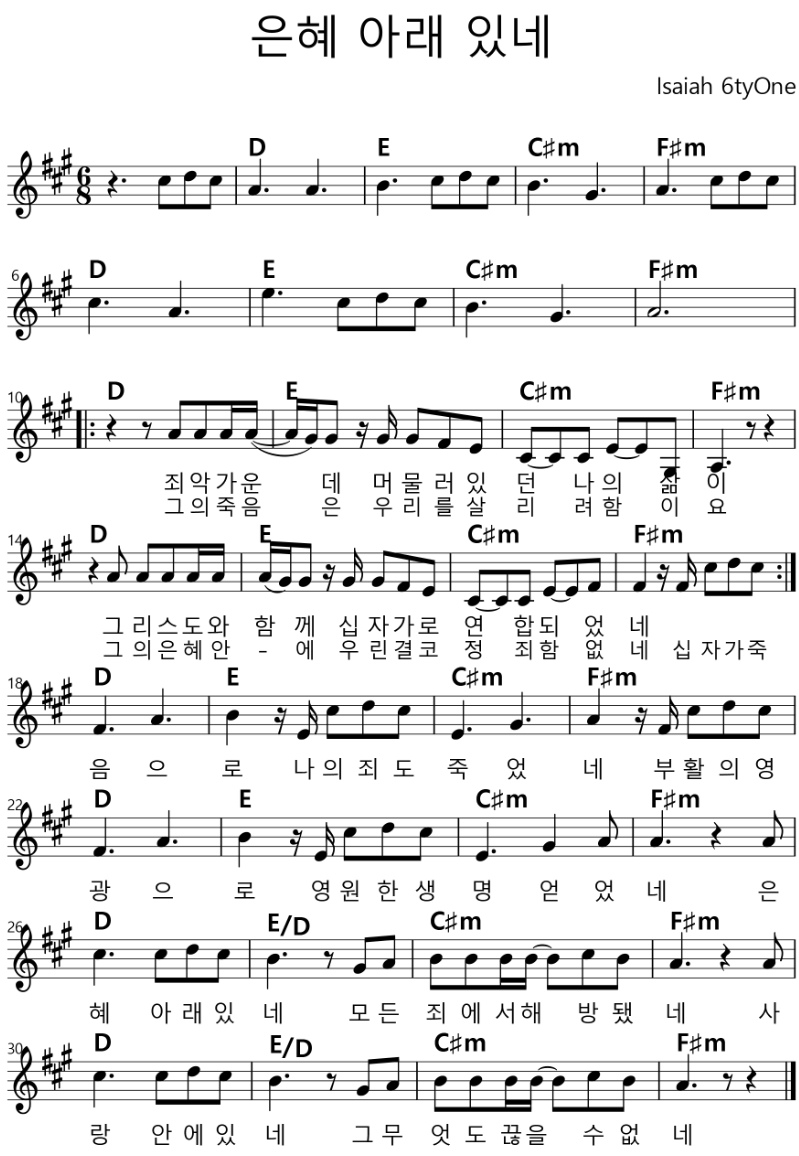 은혜 아래 있네
Isaiah 6tyOne
D E C♯m F♯m
6 D E C♯m F♯m
10 D E C♯m F♯m
죄악가운 데 머물러있 던 나의 삶 이
그의죽음 은 우리를살 리 려함 이 요
14 D E C♯m F♯m
그 리스도와 함 께 십 자가로 연 합되 었 네
그 의은혜안 - 에 우 린결코 정 죄함 없 네 십 자가죽
18 D E C♯m F♯m
음 으 로 나의죄도 죽 었 네 부활의영
22 D E C♯m F♯m
광 으 로 영원한생 명 얻었 네 은
26 D E/D C♯m F♯m
혜 아래있 네 모든 죄에서해 방됐 네 사
30 D E/D C♯m F♯m
랑 안에있 네 그무 엇도끊을 수없 네